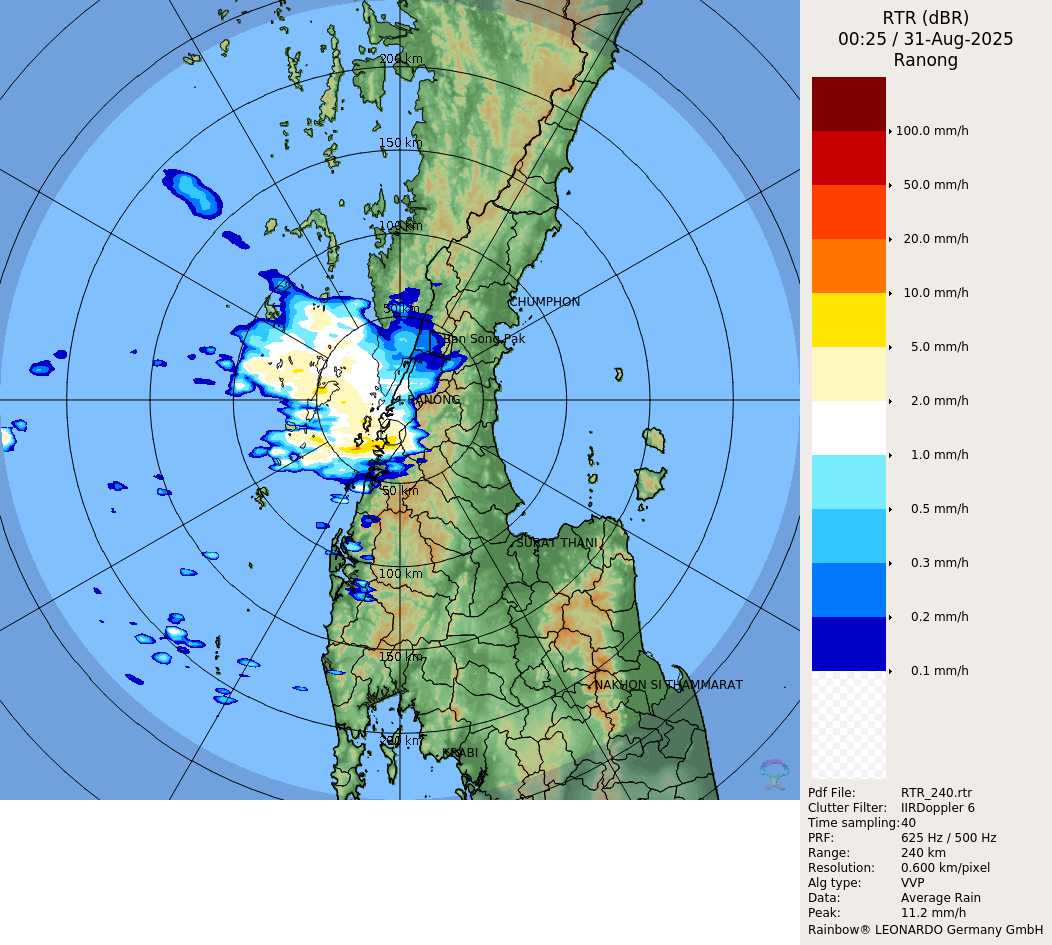 RTR (dBR)
00:25 / 31-Aug-2025
Ranong
200 km
150 km
100 km
CHUMPHON
50 km
Ban Song Pak
RANONG
50 km
SURAT THANI
100 km
150 km
NAKHON SI THAMMARAT
200 km
KRABI
100.0 mm/h
50.0 mm/h
20.0 mm/h
10.0 mm/h
5.0 mm/h
2.0 mm/h
1.0 mm/h
0.5 mm/h
0.3 mm/h
0.2 mm/h
0.1 mm/h
Pdf File: RTR_240.rtr
Clutter Filter: IIRDoppler 6
Time sampling: 40
PRF: 625 Hz / 500 Hz
Range: 240 km
Resolution: 0.600 km/pixel
Alg type: VVP
Data: Average Rain
Peak: 11.2 mm/h
Rainbow® LEONARDO Germany GmbH